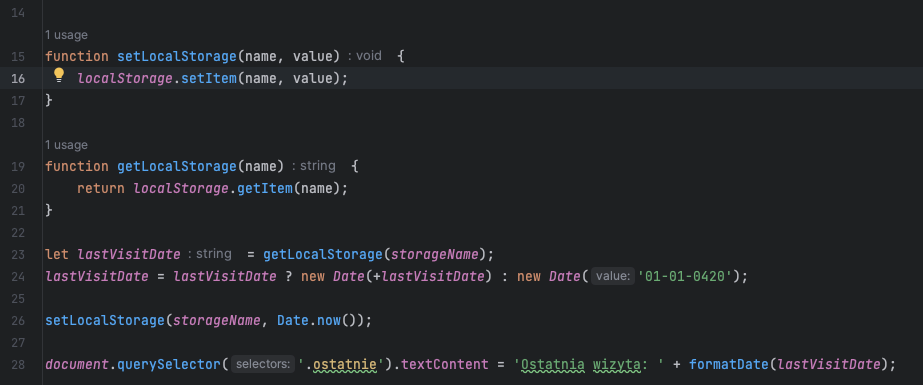 14
1 usage
15 function setLocalStorage(name, value) : void {
16 localStorage.setItem(name, value);
17 }
18
1 usage
19 function getLocalStorage(name) : string {
20 return localStorage.getItem(name);
21 }
22
23 let lastVisitDate : string = getLocalStorage(storageName);
24 lastVisitDate = lastVisitDate ? new Date(+lastVisitDate) : new Date( value: '01-01-0420');
25
26 setLocalStorage(storageName, Date.now());
27
28 document.querySelector( selectors: '.ostatnie').textContent = 'Ostatnia wizyta: ' + formatDate(lastVisitDate);